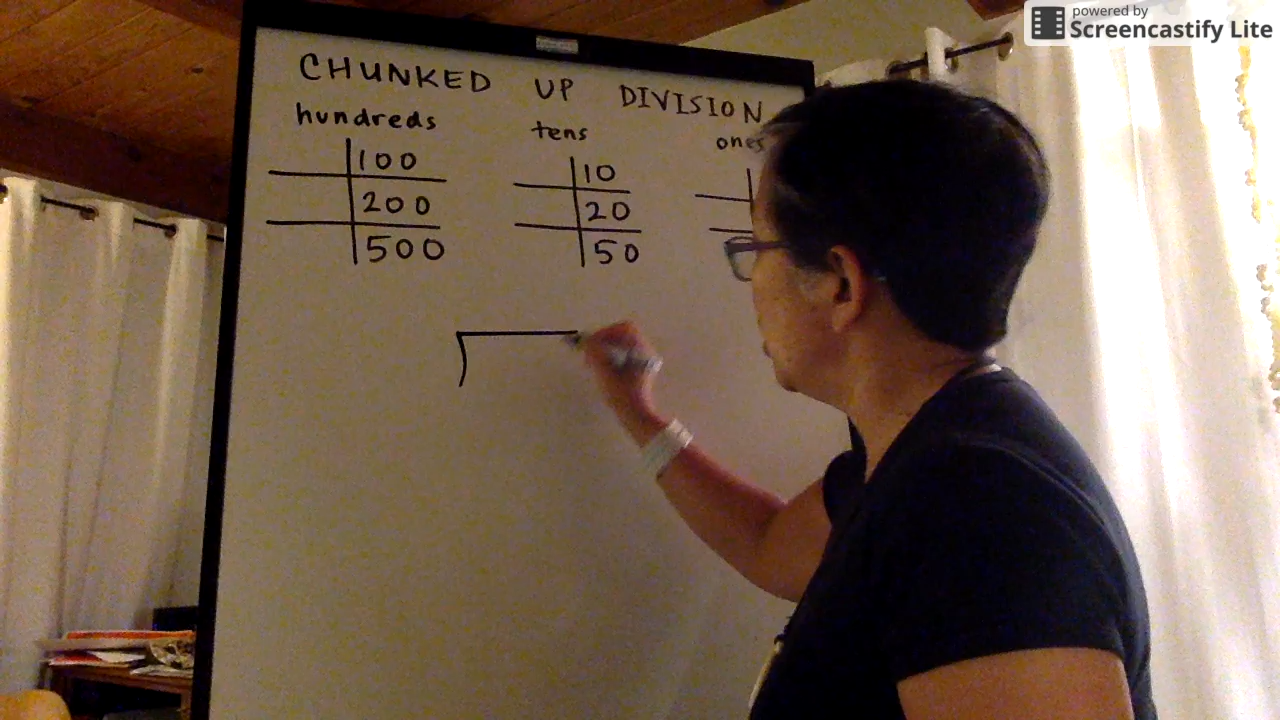 powered by
Screencastify Lite
CHUNKED UP DIVISION
hundreds tens ones
100 10
200 20
500 50